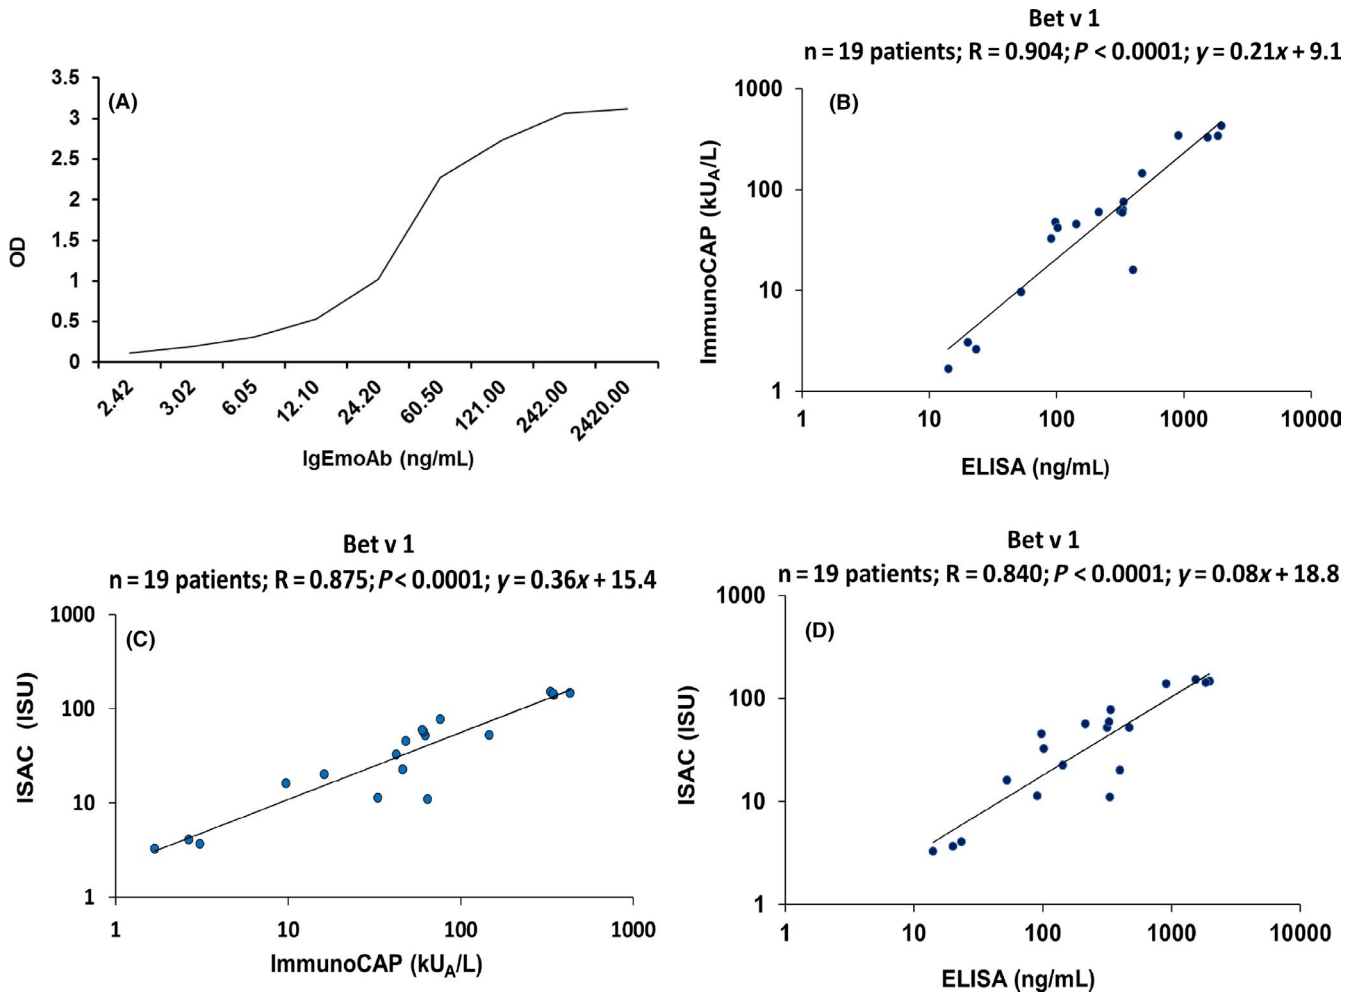 (A)
3.5
3
2.5
2
1.5
1
0.5
0
OD
2.42
3.02
6.05
12.10
24.20
60.50
121.00
242.00
2420.00
IgEmoAb (ng/mL)
Bet v 1
n = 19 patients; R = 0.904; P < 0.0001; y = 0.21x + 9.1
(B)
1000
100
10
1
ImmunoCAP (kUA/L)
1
10
100
1000
10000
ELISA (ng/mL)
Bet v 1
n = 19 patients; R = 0.875; P < 0.0001; y = 0.36x + 15.4
(C)
1000
100
10
1
ISAC (ISU)
1
10
100
1000
ImmunoCAP (kUA/L)
Bet v 1
n = 19 patients; R = 0.840; P < 0.0001; y = 0.08x + 18.8
(D)
1000
100
10
1
ISAC (ISU)
1
10
100
1000
10000
ELISA (ng/mL)